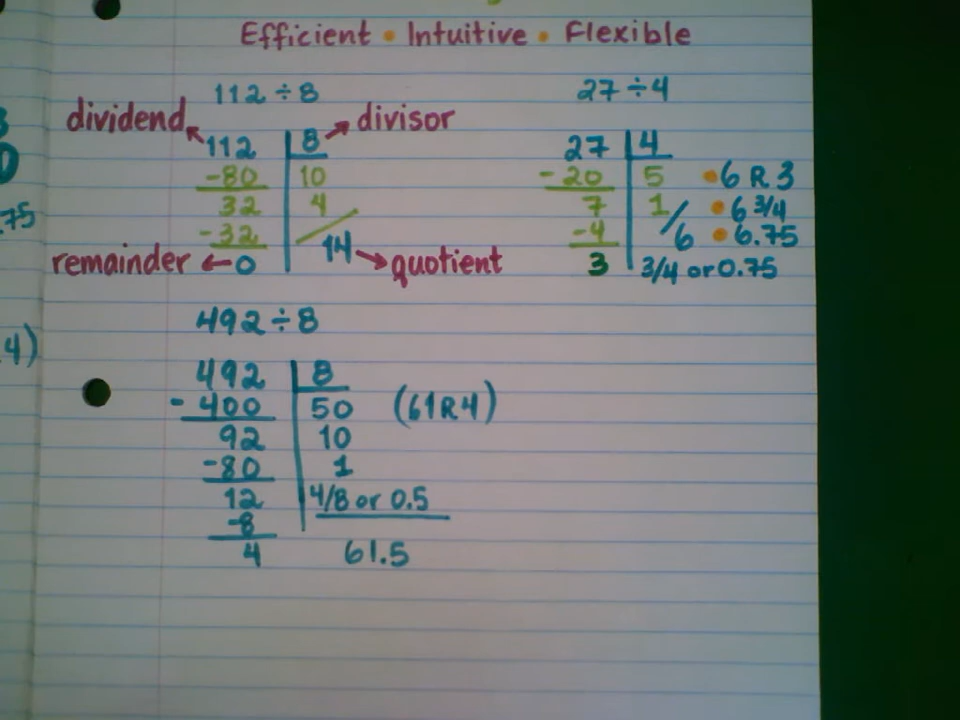 Efficient • Intuitive • Flexible
112 ÷ 8
dividend
divisor
112 8
-80 10
32 4
-32
14
remainder ← 0
quotient
27 ÷ 4
27 4
-20 5 • 6 R 3
7 1 • 6 3/4
-4 6 • 6.75
3 3/4 or 0.75
.75
4)
492 ÷ 8
492 8
- 400 50 (61R4)
92 10
-80 1
12 4/8 or 0.5
-8
4 61.5